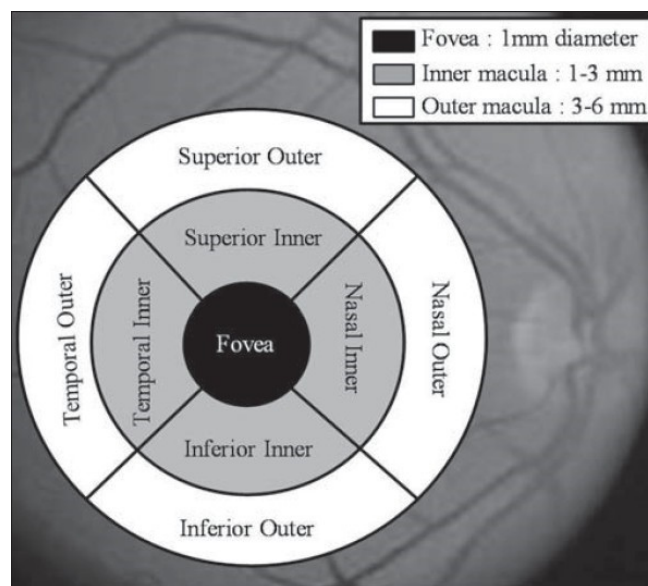 Fovea : 1mm diameter
Inner macula : 1-3 mm
Outer macula : 3-6 mm
Superior Outer
Superior Inner
Temporal Outer
Temporal Inner
Fovea
Nasal Inner
Nasal Outer
Inferior Inner
Inferior Outer